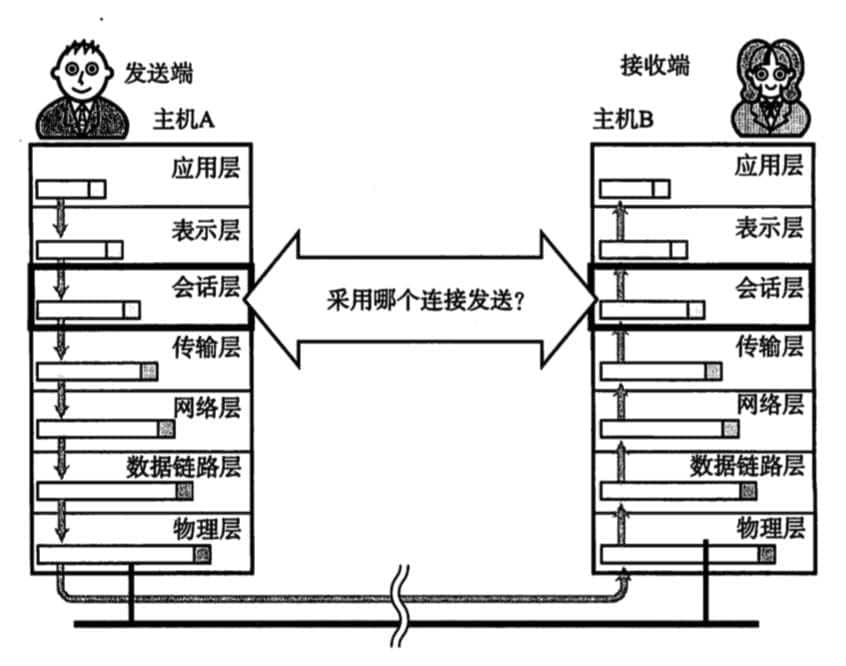 发送端
接收端
主机A
主机B
应用层
应用层
表示层
表示层
会话层
采用哪个连接发送?
会话层
传输层
传输层
网络层
网络层
数据链路层
数据链路层
物理层
物理层